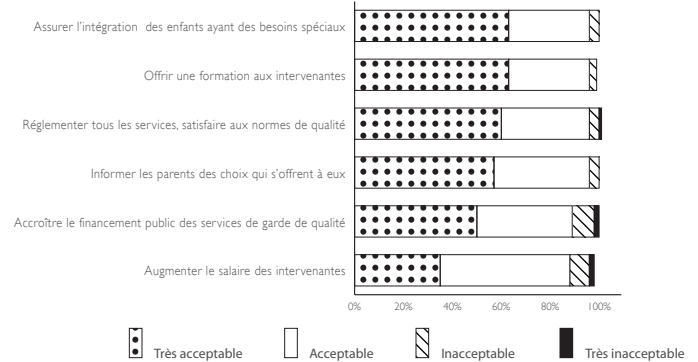 Assurer l'intégration des enfants ayant des besoins spéciaux
Offrir une formation aux intervenantes
Réglementer tous les services, satisfaire aux normes de qualité
Informer les parents des choix qui s'offrent à eux
Accroître le financement public des services de garde de qualité
Augmenter le salaire des intervenantes
0% 20% 40% 60% 80% 100%
Très acceptable Acceptable Inacceptable Très inacceptable